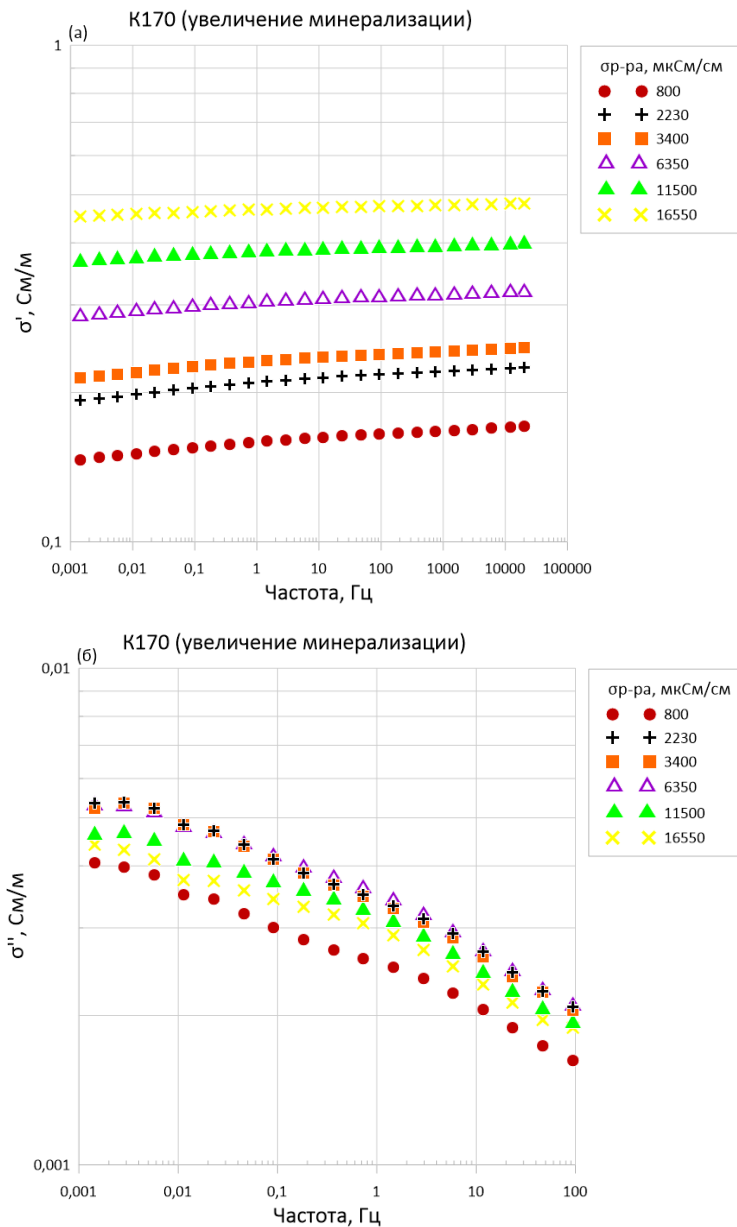 К170 (увеличение минерализации)
(а)
1
0,1
σ', См/м
0,001 0,01 0,1 1 10 100 1000 10000 100000
Частота, Гц
σр-ра, мкСм/см
800
2230
3400
6350
11500
16550
К170 (увеличение минерализации)
(б)
0,01
0,001
σ'', См/м
0,001 0,01 0,1 1 10 100
Частота, Гц
σр-ра, мкСм/см
800
2230
3400
6350
11500
16550